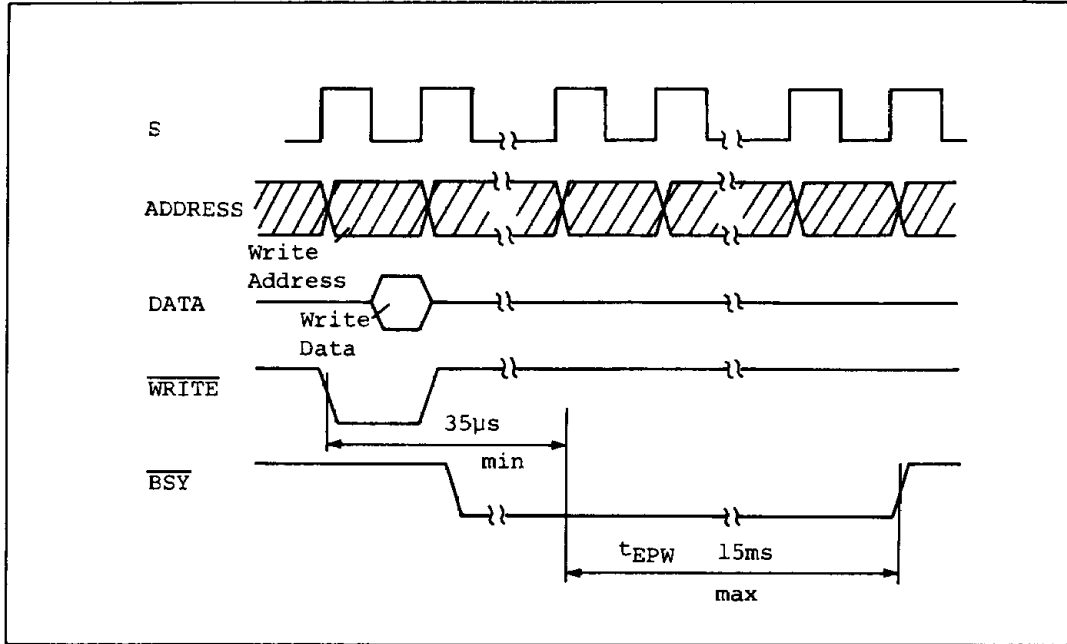 S
ADDRESS
Write
Address
DATA
Write
Data
WRITE
35µs
min
BSY
tEPW 15ms
max